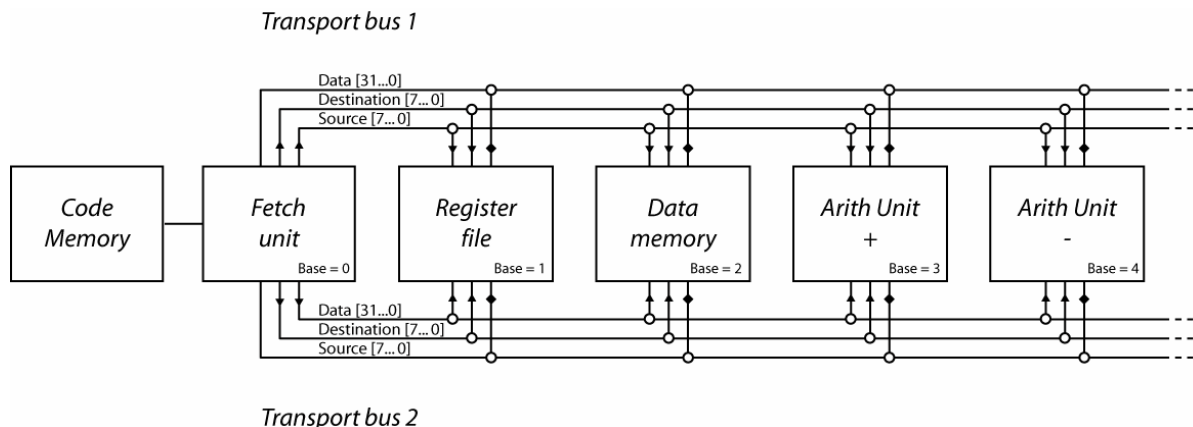 Transport bus 1
Data [31...0]
Destination [7...0]
Source [7...0]
Code
Memory
Fetch
unit
Base = 0
Register
file
Base = 1
Data
memory
Base = 2
Arith Unit
+
Base = 3
Arith Unit
-
Base = 4
Data [31...0]
Destination [7...0]
Source [7...0]
Transport bus 2